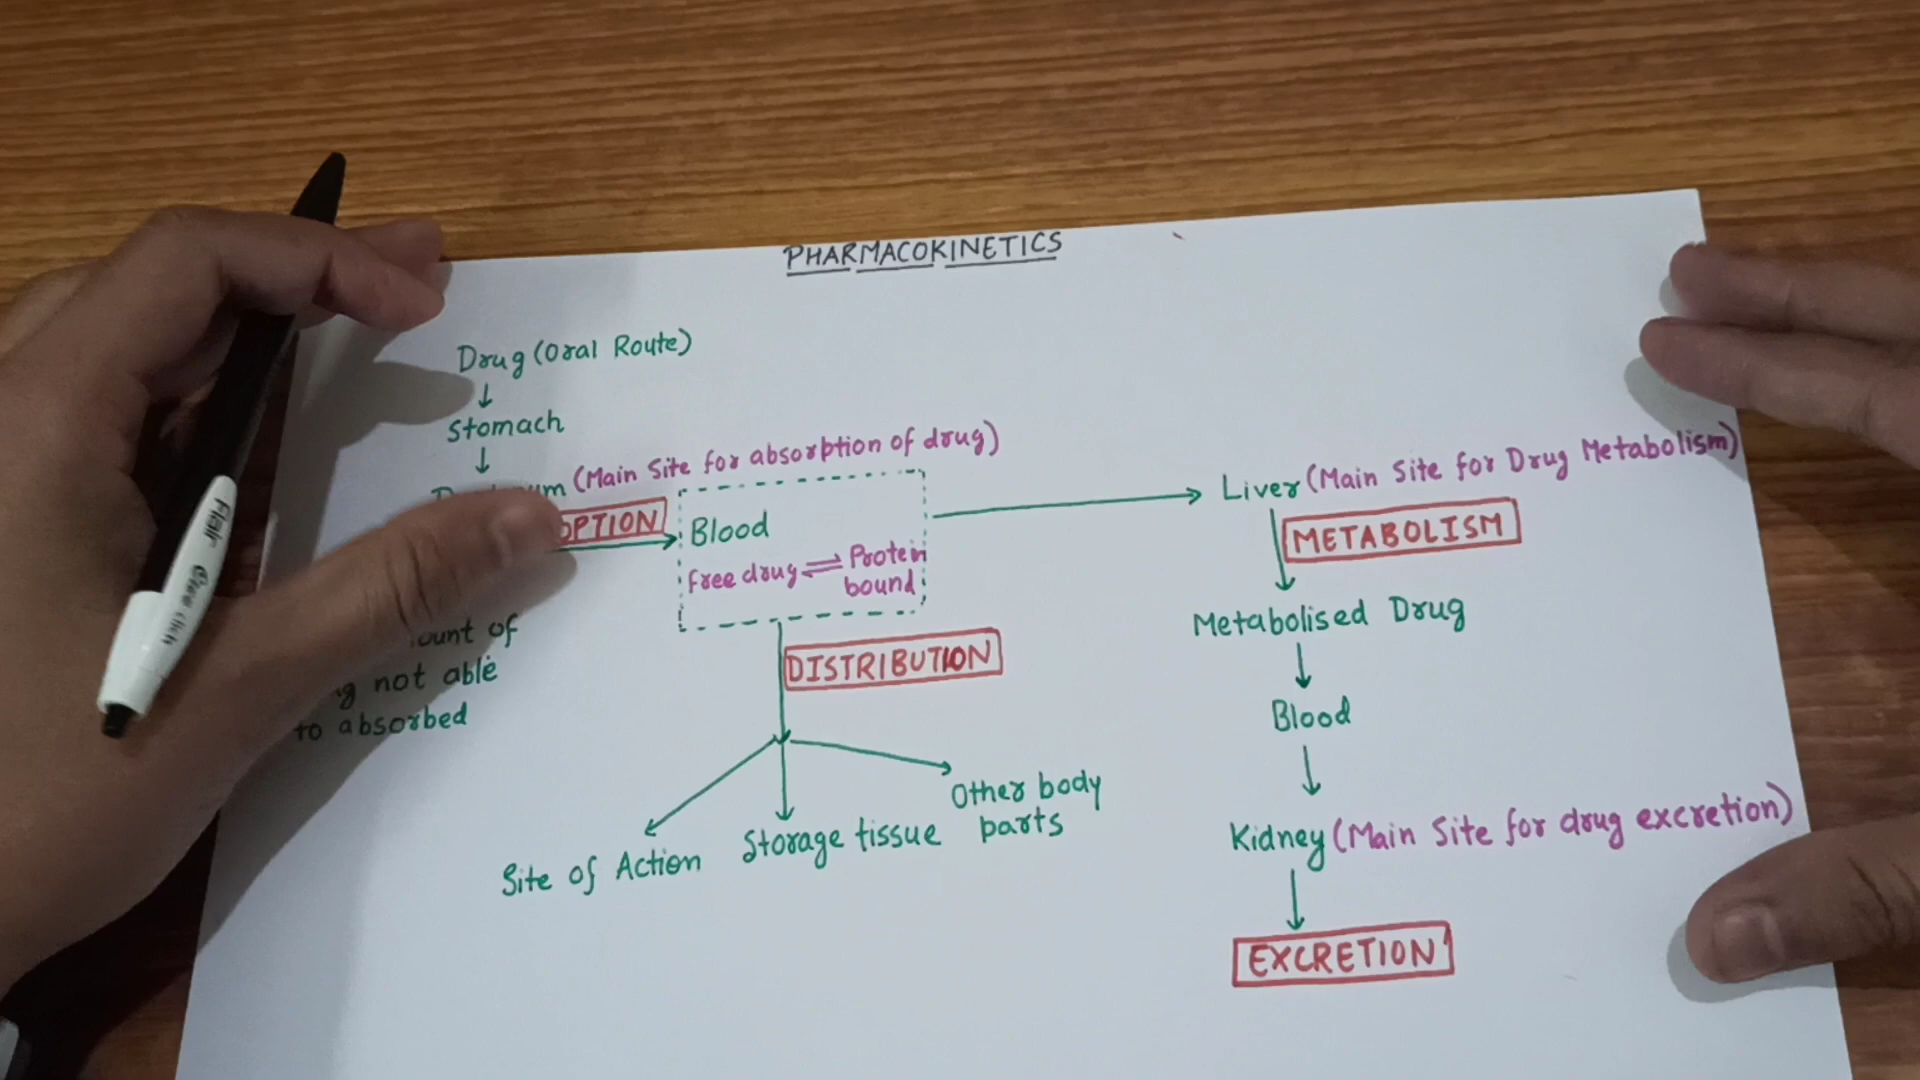 PHARMACOKINETICS
Drug (Oral Route)
↓
Stomach
↓
(Main Site for absorption of drug)
Blood
free drug ⇌ Protein
bound
of
not able
to absorbed
DISTRIBUTION
Site of Action
Storage tissue
Other body
parts
Liver (Main Site for Drug Metabolism)
METABOLISM
Metabolised Drug
↓
Blood
↓
Kidney (Main Site for drug excretion)
↓
EXCRETION
Flair